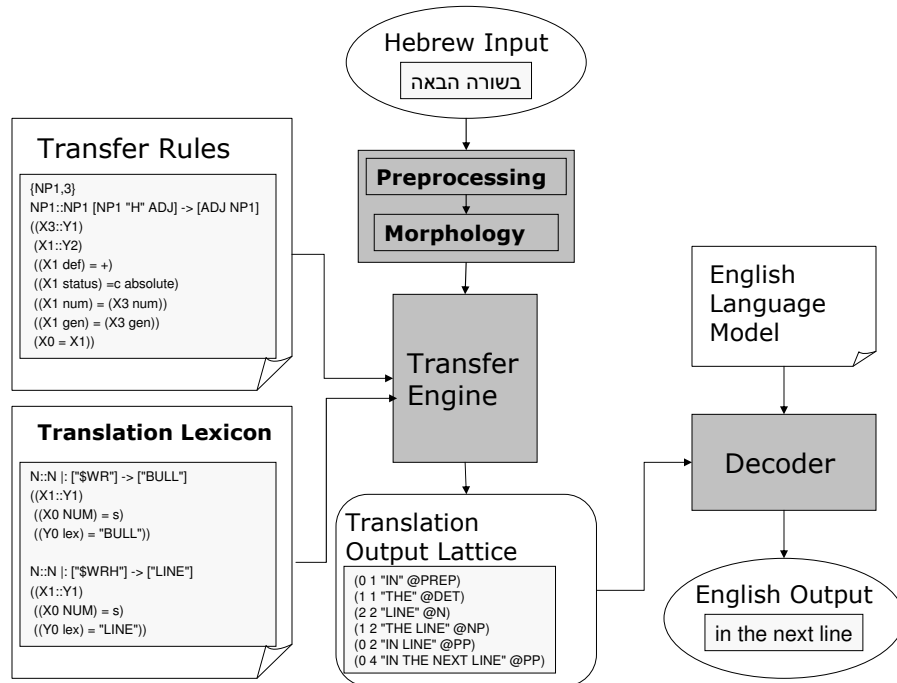 Hebrew Input
בשורה הבאה
Preprocessing
Morphology
Transfer Rules
{NP1,3}
NP1::NP1 [NP1 "H" ADJ] -> [ADJ NP1]
((X3::Y1)
(X1::Y2)
((X1 def) = +)
((X1 status) =c absolute)
((X1 num) = (X3 num))
((X1 gen) = (X3 gen))
(X0 = X1))
Translation Lexicon
N::N |: ["$WR"] -> ["BULL"]
((X1::Y1)
((X0 NUM) = s)
((Y0 lex) = "BULL"))
N::N |: ["$WRH"] -> ["LINE"]
((X1::Y1)
((X0 NUM) = s)
((Y0 lex) = "LINE"))
Transfer
Engine
Translation
Output Lattice
(0 1 "IN" @PREP)
(1 1 "THE" @DET)
(2 2 "LINE" @N)
(1 2 "THE LINE" @NP)
(0 2 "IN LINE" @PP)
(0 4 "IN THE NEXT LINE" @PP)
English
Language
Model
Decoder
English Output
in the next line